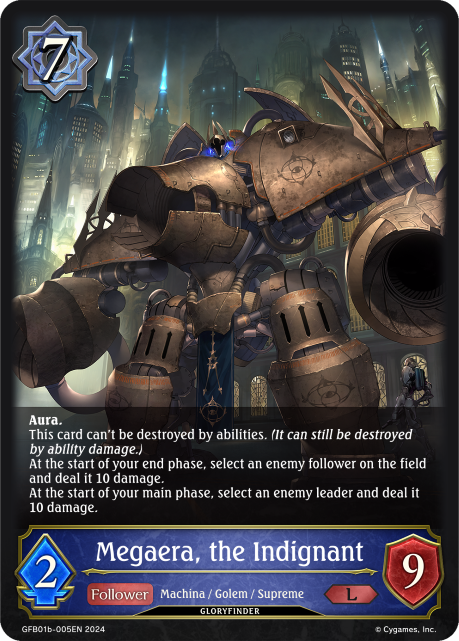 7
Aura.
This card can't be destroyed by abilities. (It can still be destroyed
by ability damage.)
At the start of your end phase, select an enemy follower on the field
and deal it 10 damage.
At the start of your main phase, select an enemy leader and deal it
10 damage.
Megaera, the Indignant
2
Follower Machina / Golem / Supreme L
9
GLORYFINDER
GFB01b-005EN 2024 © Cygames, Inc.